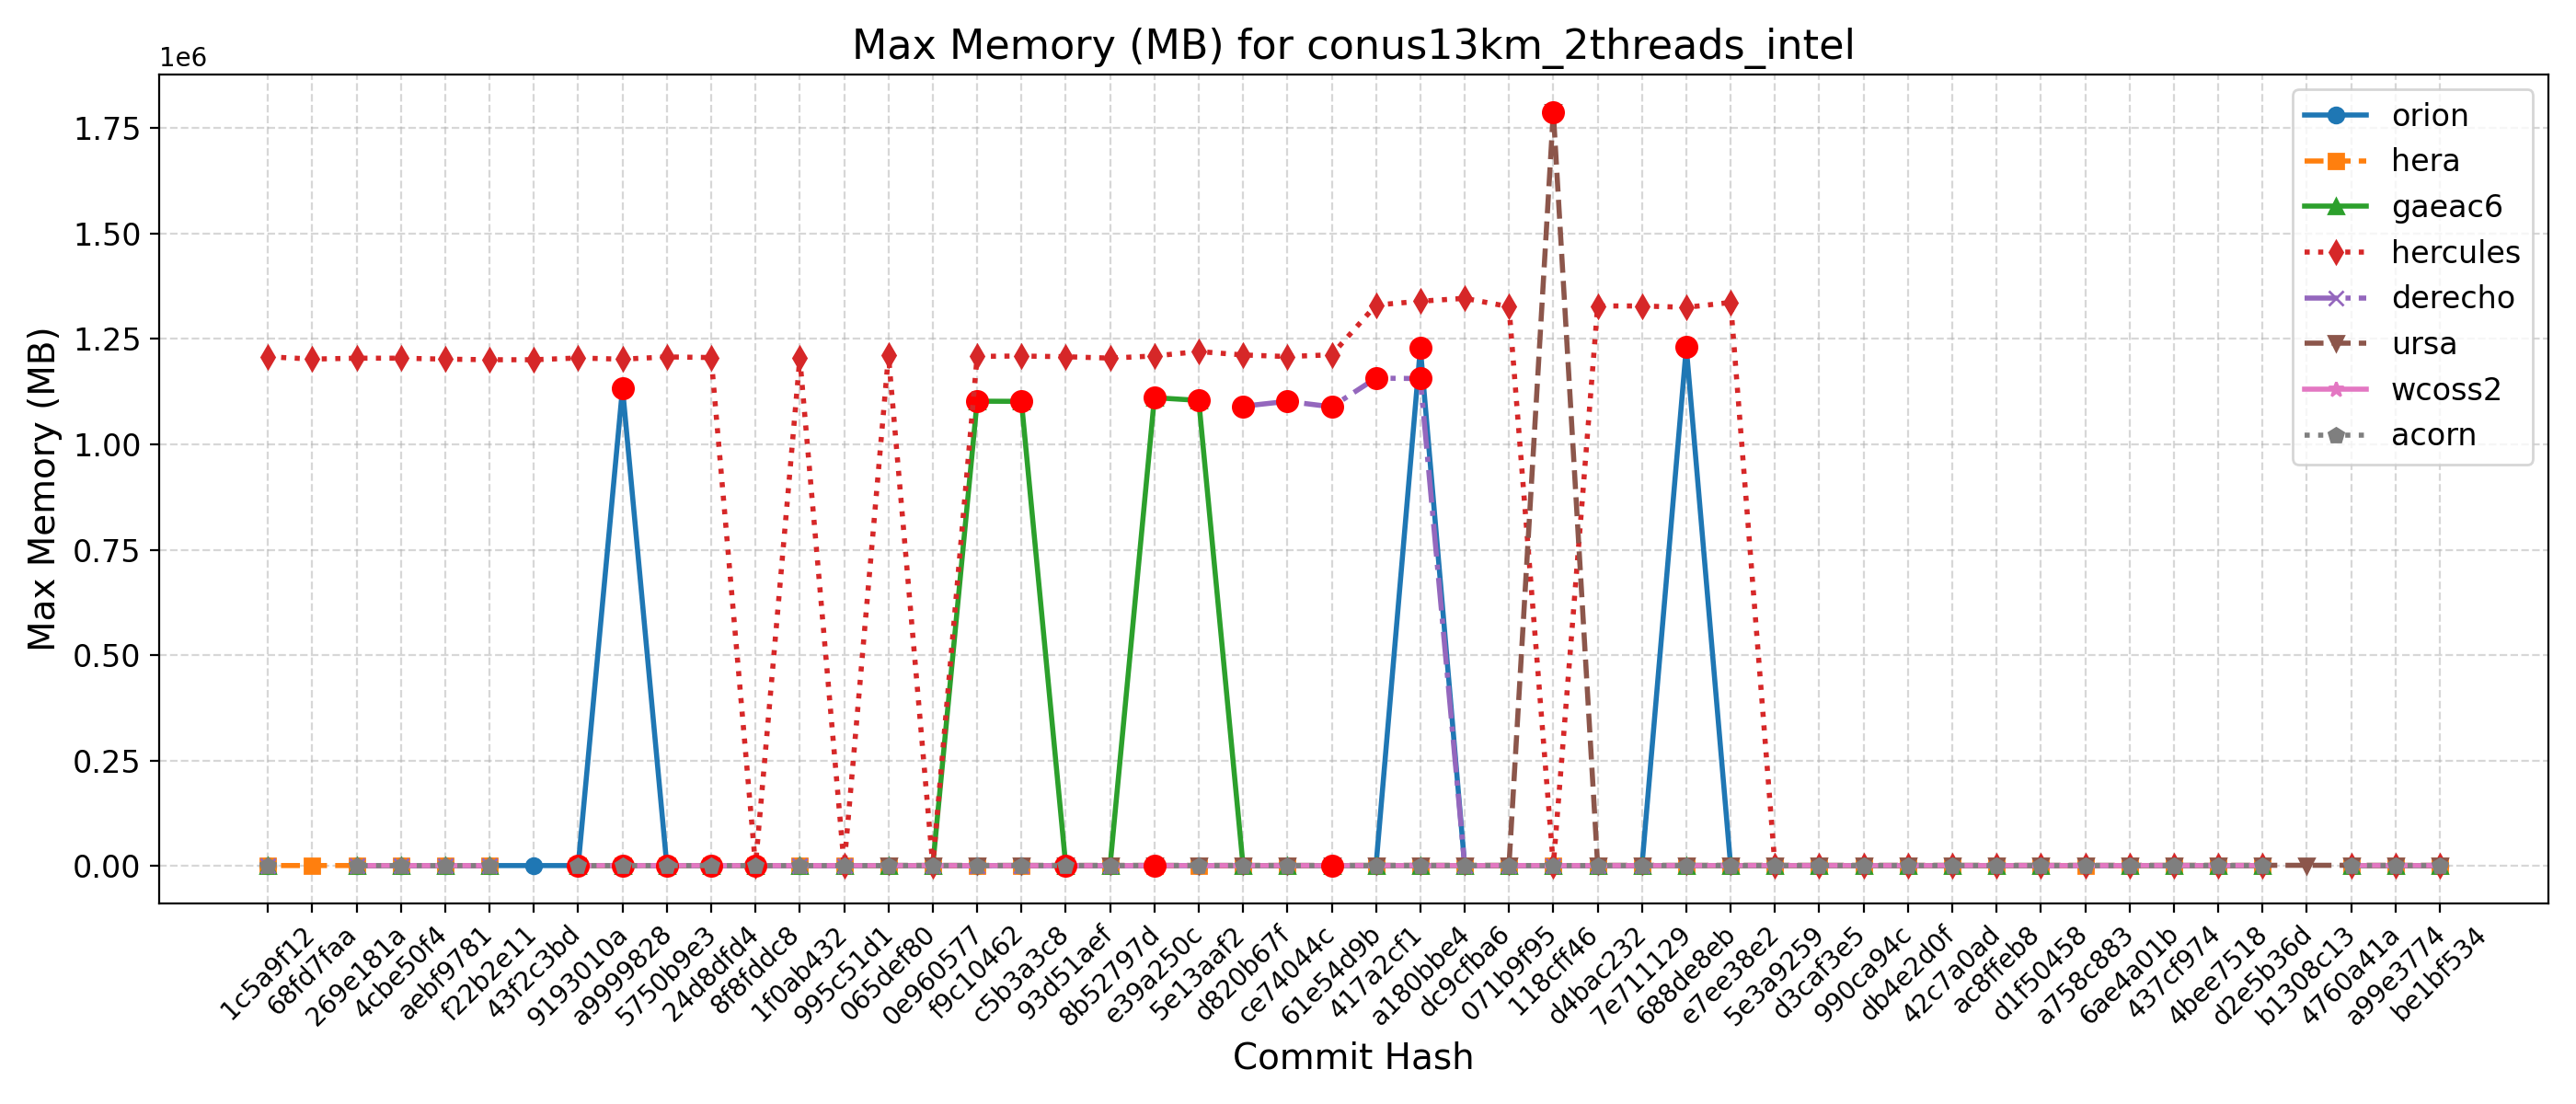 Max Memory (MB) for conus13km_2threads_intel
1e6
1.75
1.50
1.25
1.00
0.75
0.50
0.25
0.00
Max Memory (MB)
orion
hera
gaeac6
hercules
derecho
ursa
wcoss2
acorn
1c5a9f12
68fd7faa
269e181a
4cbe50f4
aebf9781
f22b2e11
43f2c3bd
9193010a
a9999828
5750b9e3
24d8dfd4
8f8fddc8
1f0ab432
995c51d1
065def80
0e960577
f9c10462
c5b3a3c8
93d51aef
8b52797d
e39a250c
5e13aaf2
d820b67f
ce74044c
61e54d9b
417a2cf1
a180bbe4
dc9cfba6
071b9f95
118cff46
d4bac232
7e711129
688de8eb
e7ee38e2
5e3a9259
d3caf3e5
990ca94c
db4e2d0f
42c7a0ad
ac8ffeb8
d1f50458
a758c883
6ae4a01b
437cf974
4bee7518
d2e5b36d
b1308c13
4760a41a
a99e3774
be1bf534
Commit Hash